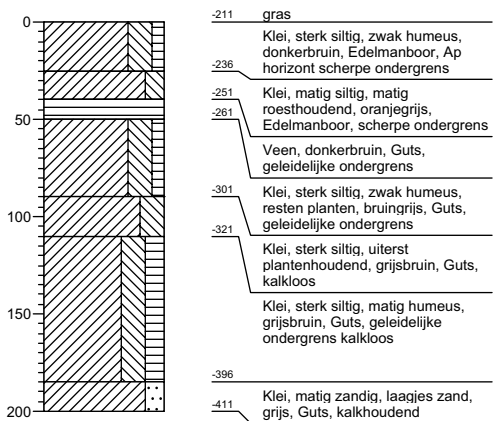 0
50
100
150
200
-211 gras
Klei, sterk siltig, zwak humeus,
donkerbruin, Edelmanboor, Ap
-236 horizont scherpe ondergrens
-251 Klei, matig siltig, matig
roesthoudend, oranjegrijs,
-261 Edelmanboor, scherpe ondergrens
Veen, donkerbruin, Guts,
geleidelijke ondergrens
-301 Klei, sterk siltig, zwak humeus,
resten planten, bruingrijs, Guts,
geleidelijke ondergrens
-321
Klei, sterk siltig, uiterst
plantenhoudend, grijsbruin, Guts,
kalkloos
Klei, sterk siltig, matig humeus,
grijsbruin, Guts, geleidelijke
ondergrens kalkloos
-396
Klei, matig zandig, laagjes zand,
-411 grijs, Guts, kalkhoudend